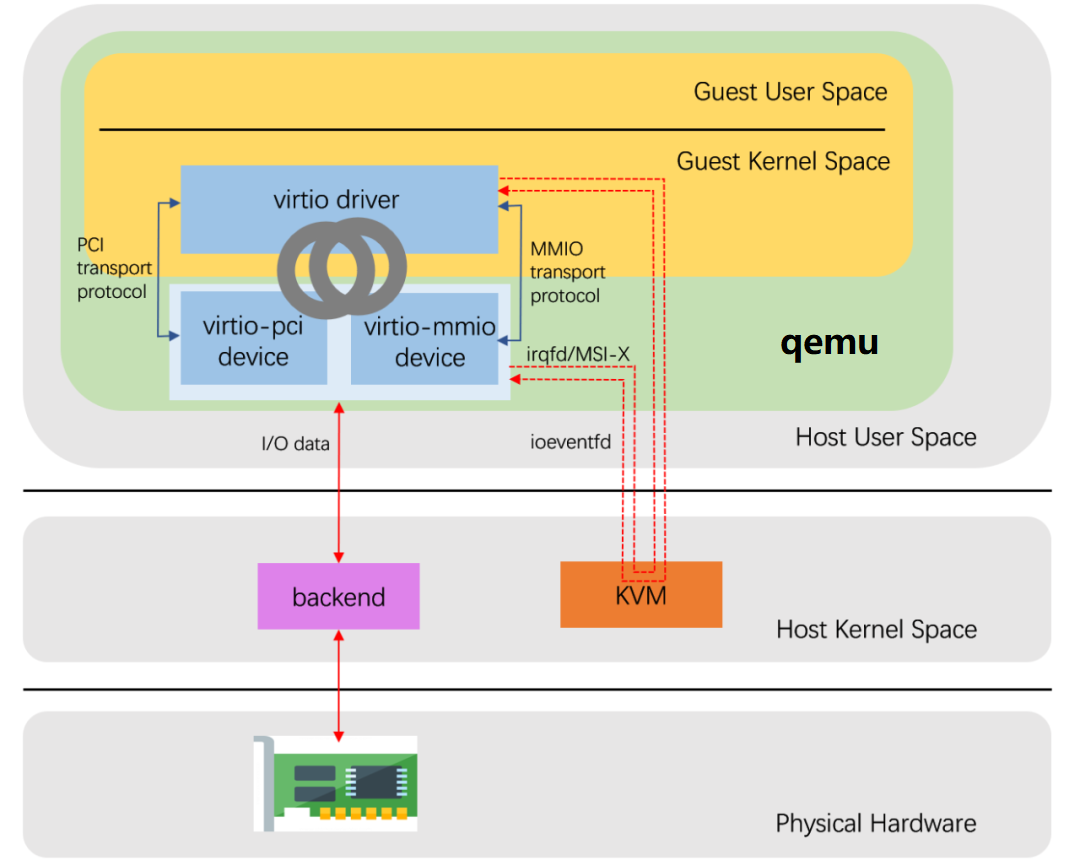 Guest User Space
Guest Kernel Space
virtio driver
PCI
transport
protocol
MMIO
transport
protocol
virtio-pci
device
virtio-mmio
device
qemu
irqfd/MSI-X
I/O data
ioeventfd
Host User Space
backend
KVM
Host Kernel Space
Physical Hardware